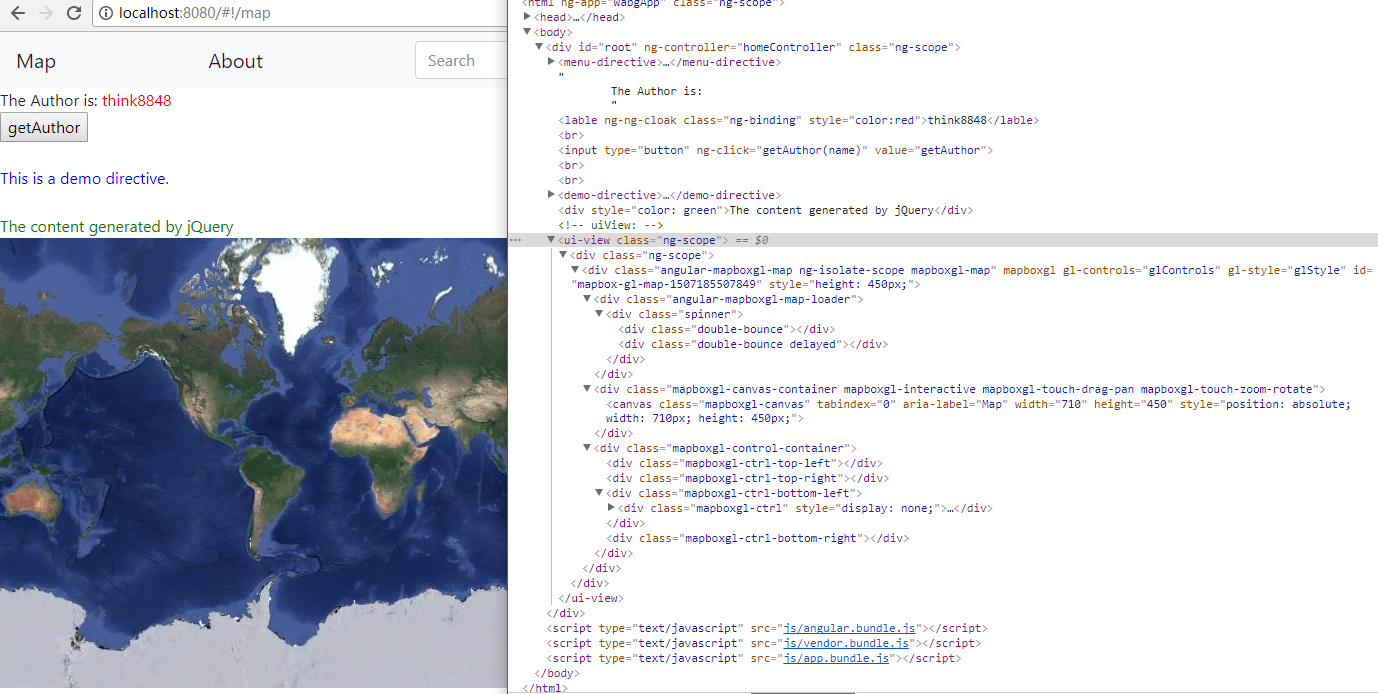 localhost:8080/#!/map
Map About Search
The Author is: think8848
getAuthor
This is a demo directive.
The content generated by jQuery
<html ng-app="wabgApp" class="ng-scope">
<head>…</head>
<body>
<div id="root" ng-controller="homeController" class="ng-scope">
<menu-directive>…</menu-directive>
"
The Author is:
"
<lable ng-ng-cloak class="ng-binding" style="color:red">think8848</lable>
<br>
<input type="button" ng-click="getAuthor(name)" value="getAuthor">
<br>
<br>
<demo-directive>…</demo-directive>
<div style="color: green">The content generated by jQuery</div>
<!-- uiView: -->
<ui-view class="ng-scope"> == $0
<div class="ng-scope">
<div class="angular-mapboxgl-map ng-isolate-scope mapboxgl-map" mapboxgl gl-controls="glControls" gl-style="glStyle" id=
"mapbox-gl-map-1507185507849" style="height: 450px;">
<div class="angular-mapboxgl-map-loader">
<div class="spinner">
<div class="double-bounce"></div>
<div class="double-bounce delayed"></div>
</div>
</div>
<div class="mapboxgl-canvas-container mapboxgl-interactive mapboxgl-touch-drag-pan mapboxgl-touch-zoom-rotate">
<canvas class="mapboxgl-canvas" tabindex="0" aria-label="Map" width="710" height="450" style="position: absolute;
width: 710px; height: 450px;">
</div>
<div class="mapboxgl-control-container">
<div class="mapboxgl-ctrl-top-left"></div>
<div class="mapboxgl-ctrl-top-right"></div>
<div class="mapboxgl-ctrl-bottom-left">
<div class="mapboxgl-ctrl" style="display: none;">…</div>
</div>
<div class="mapboxgl-ctrl-bottom-right"></div>
</div>
</div>
</div>
</ui-view>
</div>
<script type="text/javascript" src="js/angular.bundle.js"></script>
<script type="text/javascript" src="js/vendor.bundle.js"></script>
<script type="text/javascript" src="js/app.bundle.js"></script>
</body>
</html>